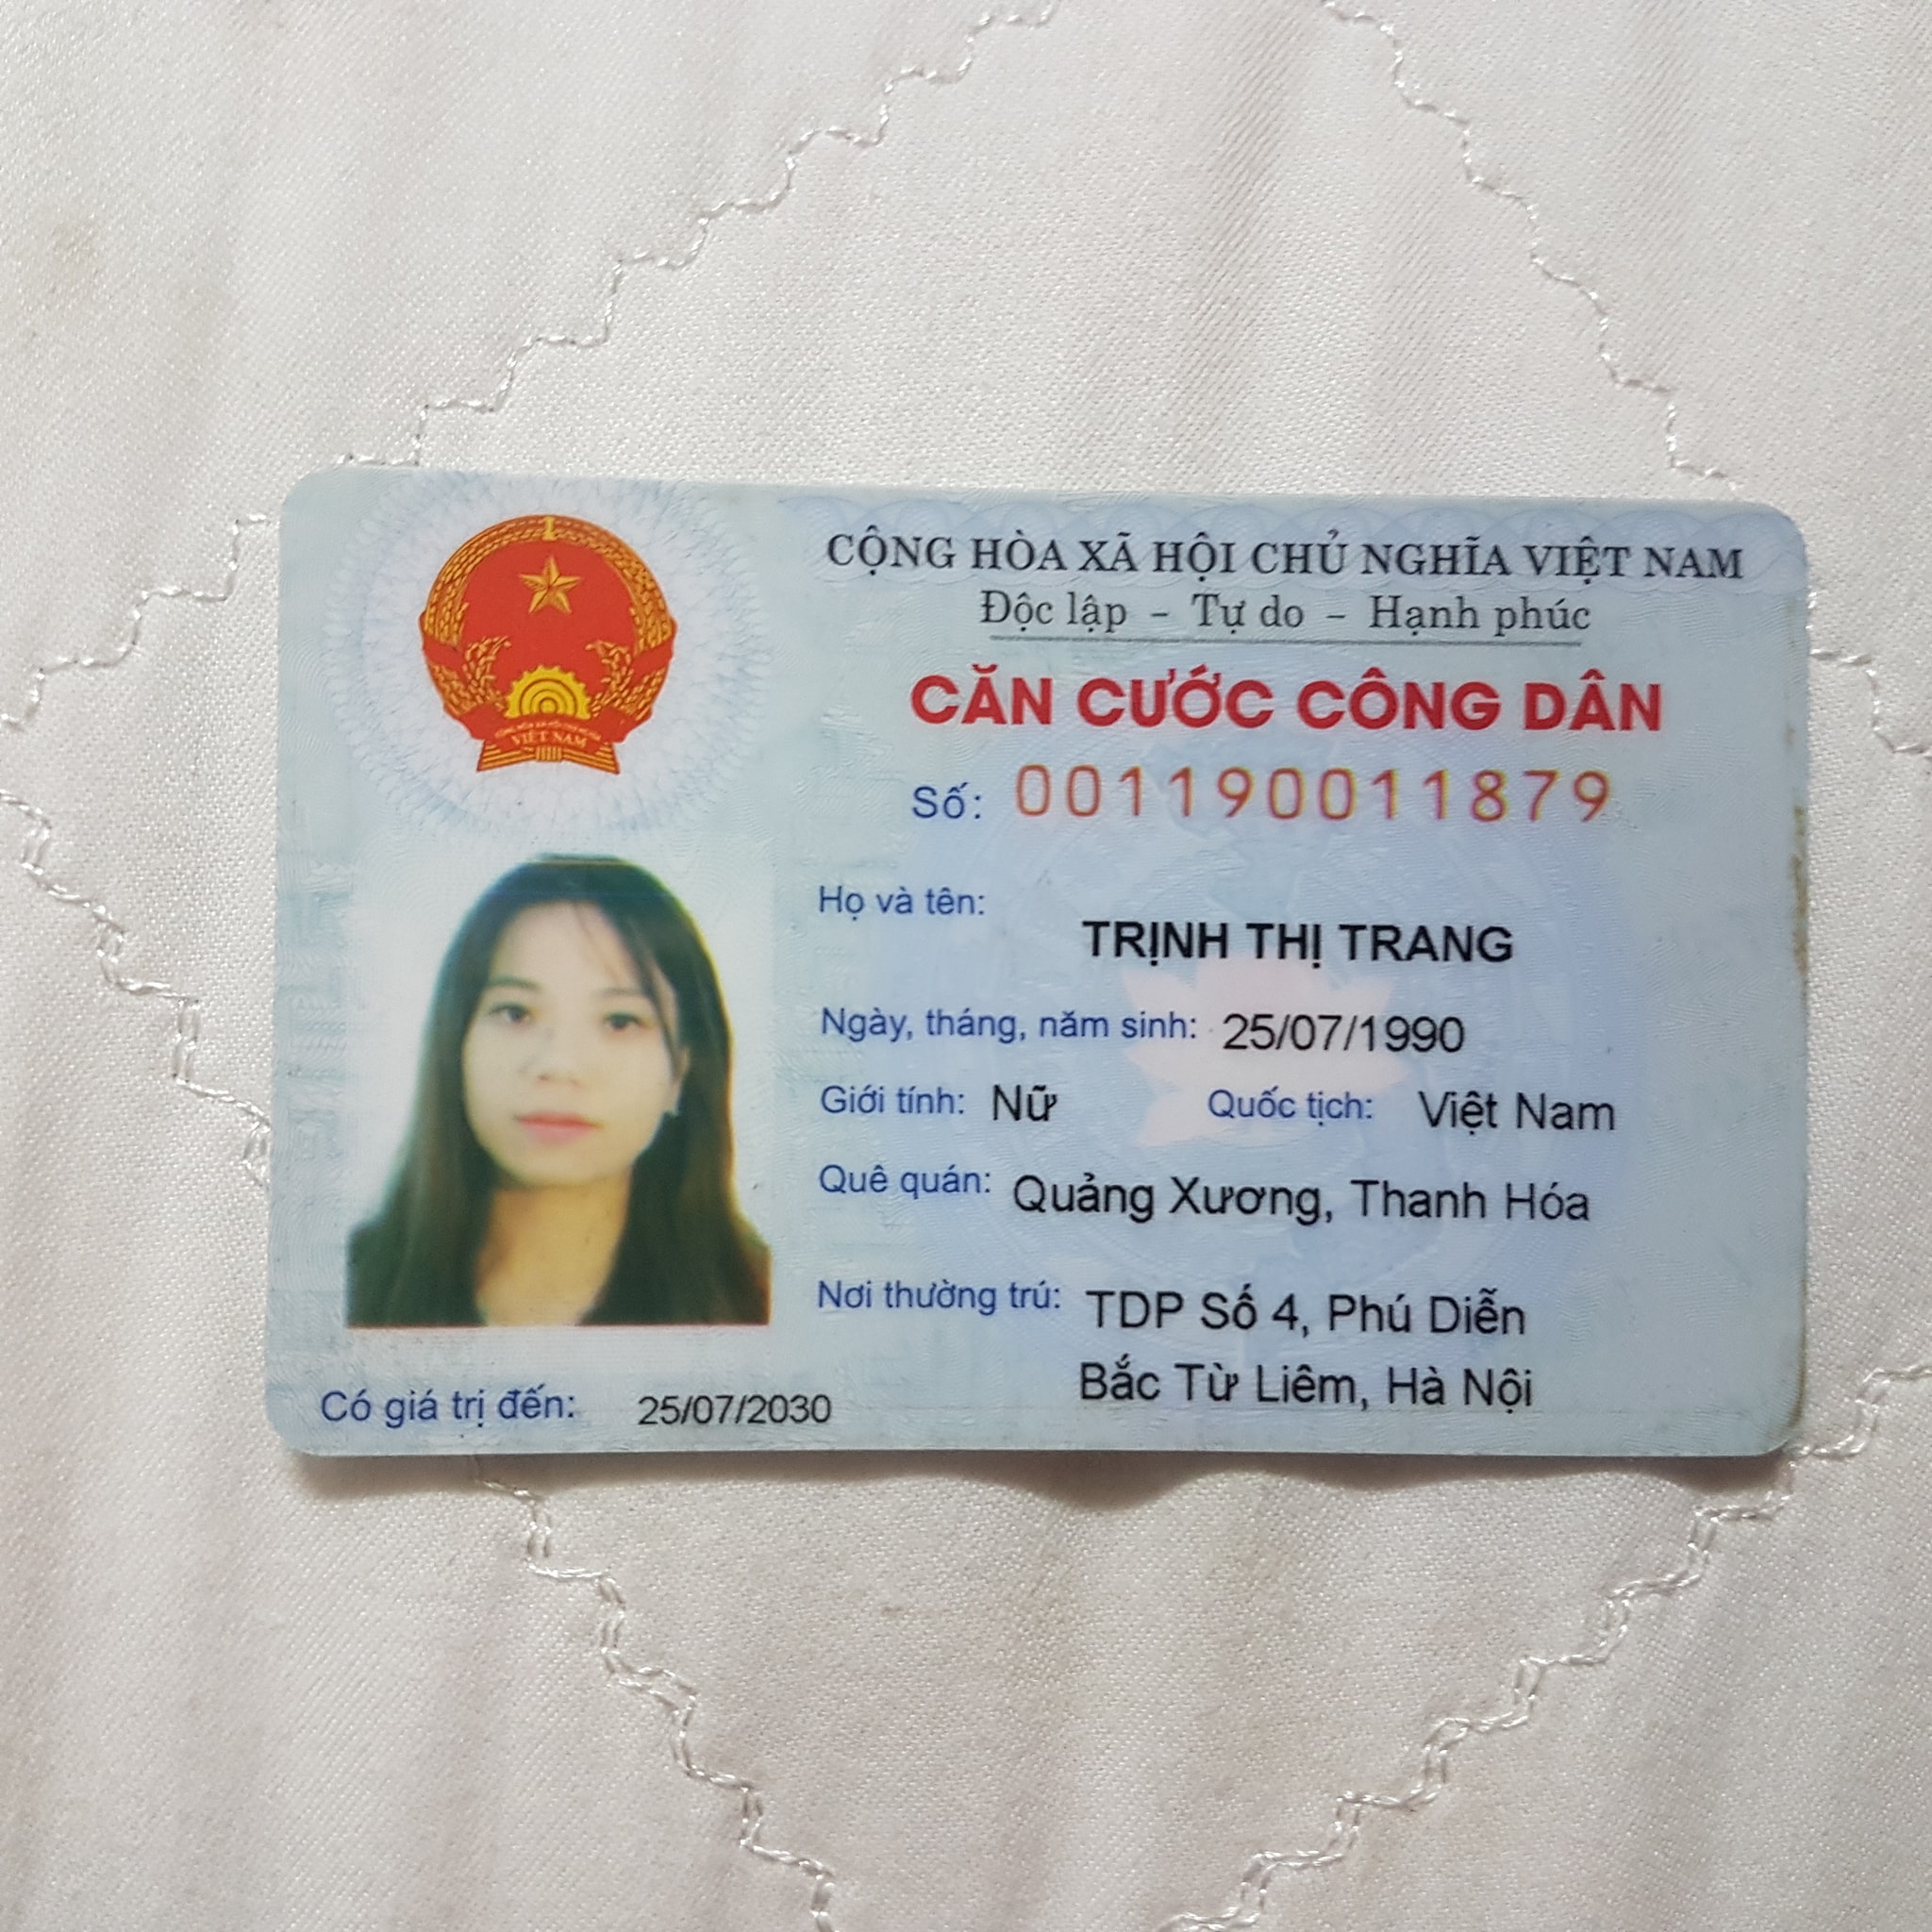 CỘNG HÒA XÃ HỘI CHỦ NGHĨA VIỆT NAM
Độc lập - Tự do - Hạnh phúc
CĂN CƯỚC CÔNG DÂN
Số: 001190011879
Họ và tên:
TRỊNH THỊ TRANG
Ngày, tháng, năm sinh: 25/07/1990
Giới tính: Nữ Quốc tịch: Việt Nam
Quê quán: Quảng Xương, Thanh Hóa
Nơi thường trú: TDP Số 4, Phú Diễn
Bắc Từ Liêm, Hà Nội
Có giá trị đến: 25/07/2030
VIỆT NAM